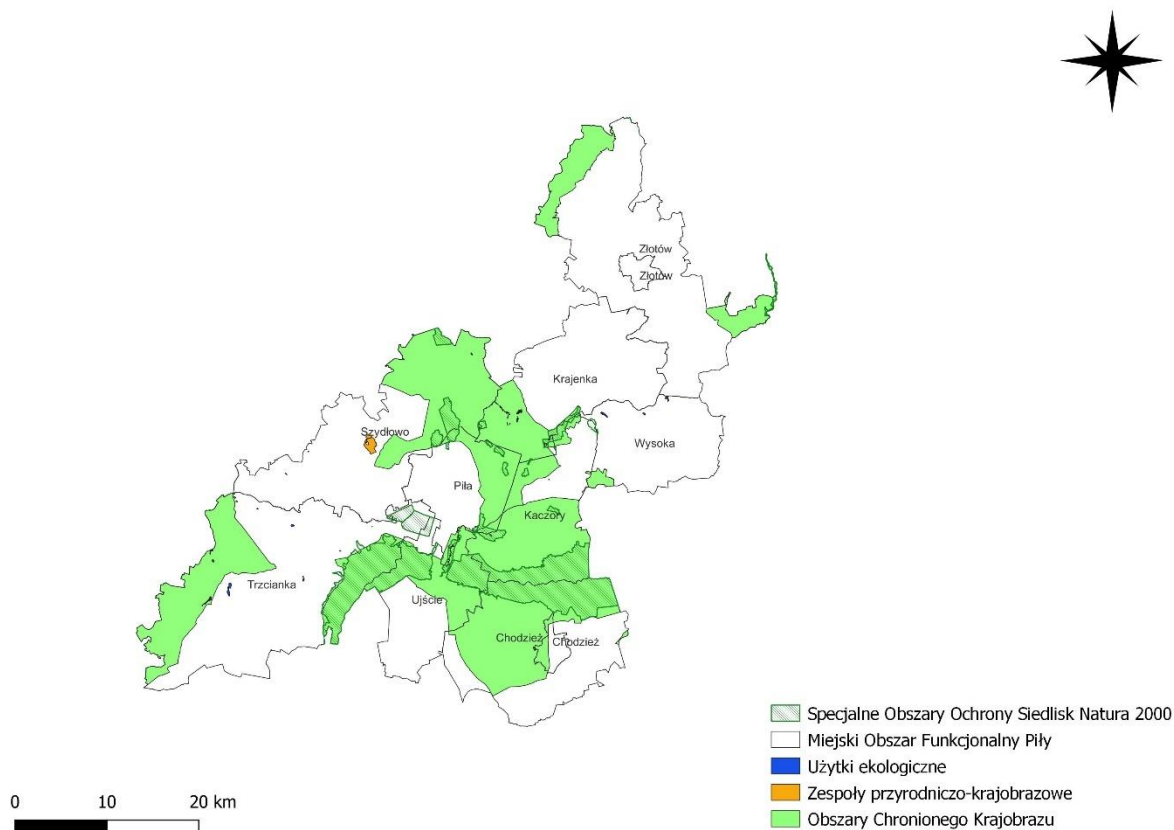 Złotów
Złotów
Krajenka
Szydłowo
Wysoka
Piła
Kaczory
Trzcianka
Ujście
Chodzież
Chodzież
Specjalne Obszary Ochrony Siedlisk Natura 2000
Miejski Obszar Funkcjonalny Piły
Użytki ekologiczne
Zespoły przyrodniczo-krajobrazowe
Obszary Chronionego Krajobrazu
0 10 20 km